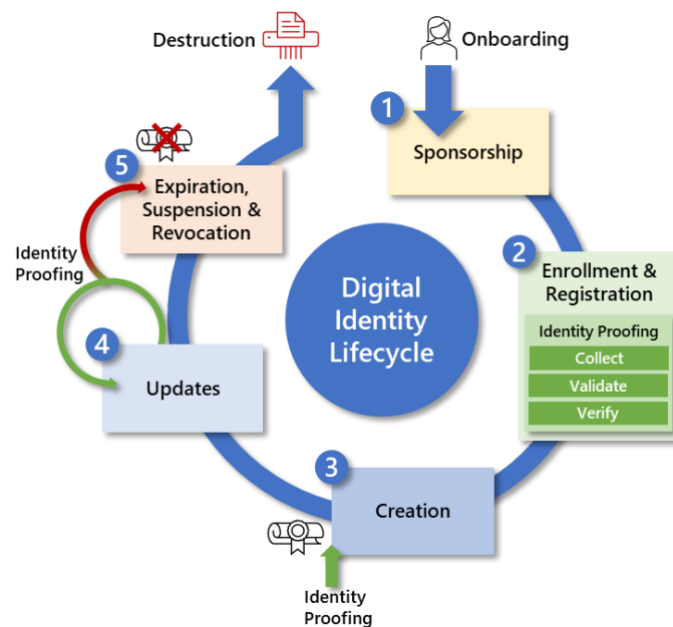 Destruction
Onboarding
1
Sponsorship
2
Enrollment &
Registration
Identity Proofing
Collect
Validate
Verify
3
Creation
Identity
Proofing
4
Updates
Identity
Proofing
5
Expiration,
Suspension &
Revocation
Digital
Identity
Lifecycle